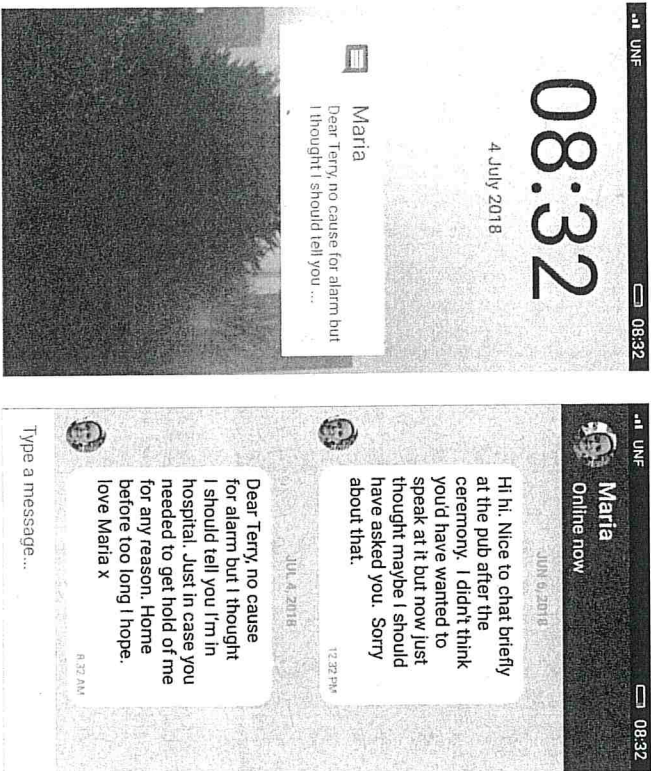 UNF 08:32
08:32
4 July 2018
Maria
Dear Terry, no cause for alarm but
I thought I should tell you ...
UNF 08:32
Maria
Online now
JUN 6,2018
Hi hi. Nice to chat briefly
at the pub after the
ceremony. I didn't think
you'd have wanted to
speak at it but now just
thought maybe I should
have asked you. Sorry
about that.
12:32 PM
JUL 4,2018
Dear Terry, no cause
for alarm but I thought
I should tell you I'm in
hospital. Just in case you
needed to get hold of me
for any reason. Home
before too long I hope.
love Maria x
8:32 AM
Type a message...